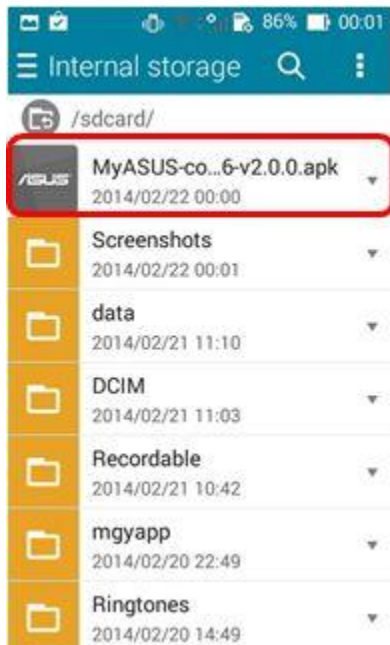 86% 00:01
Internal storage
/sdcard/
ASUS
MyASUS-co...6-v2.0.0.apk
2014/02/22 00:00
Screenshots
2014/02/22 00:01
data
2014/02/21 11:10
DCIM
2014/02/21 11:03
Recordable
2014/02/21 10:42
mgyapp
2014/02/20 22:49
Ringtones
2014/02/20 14:49